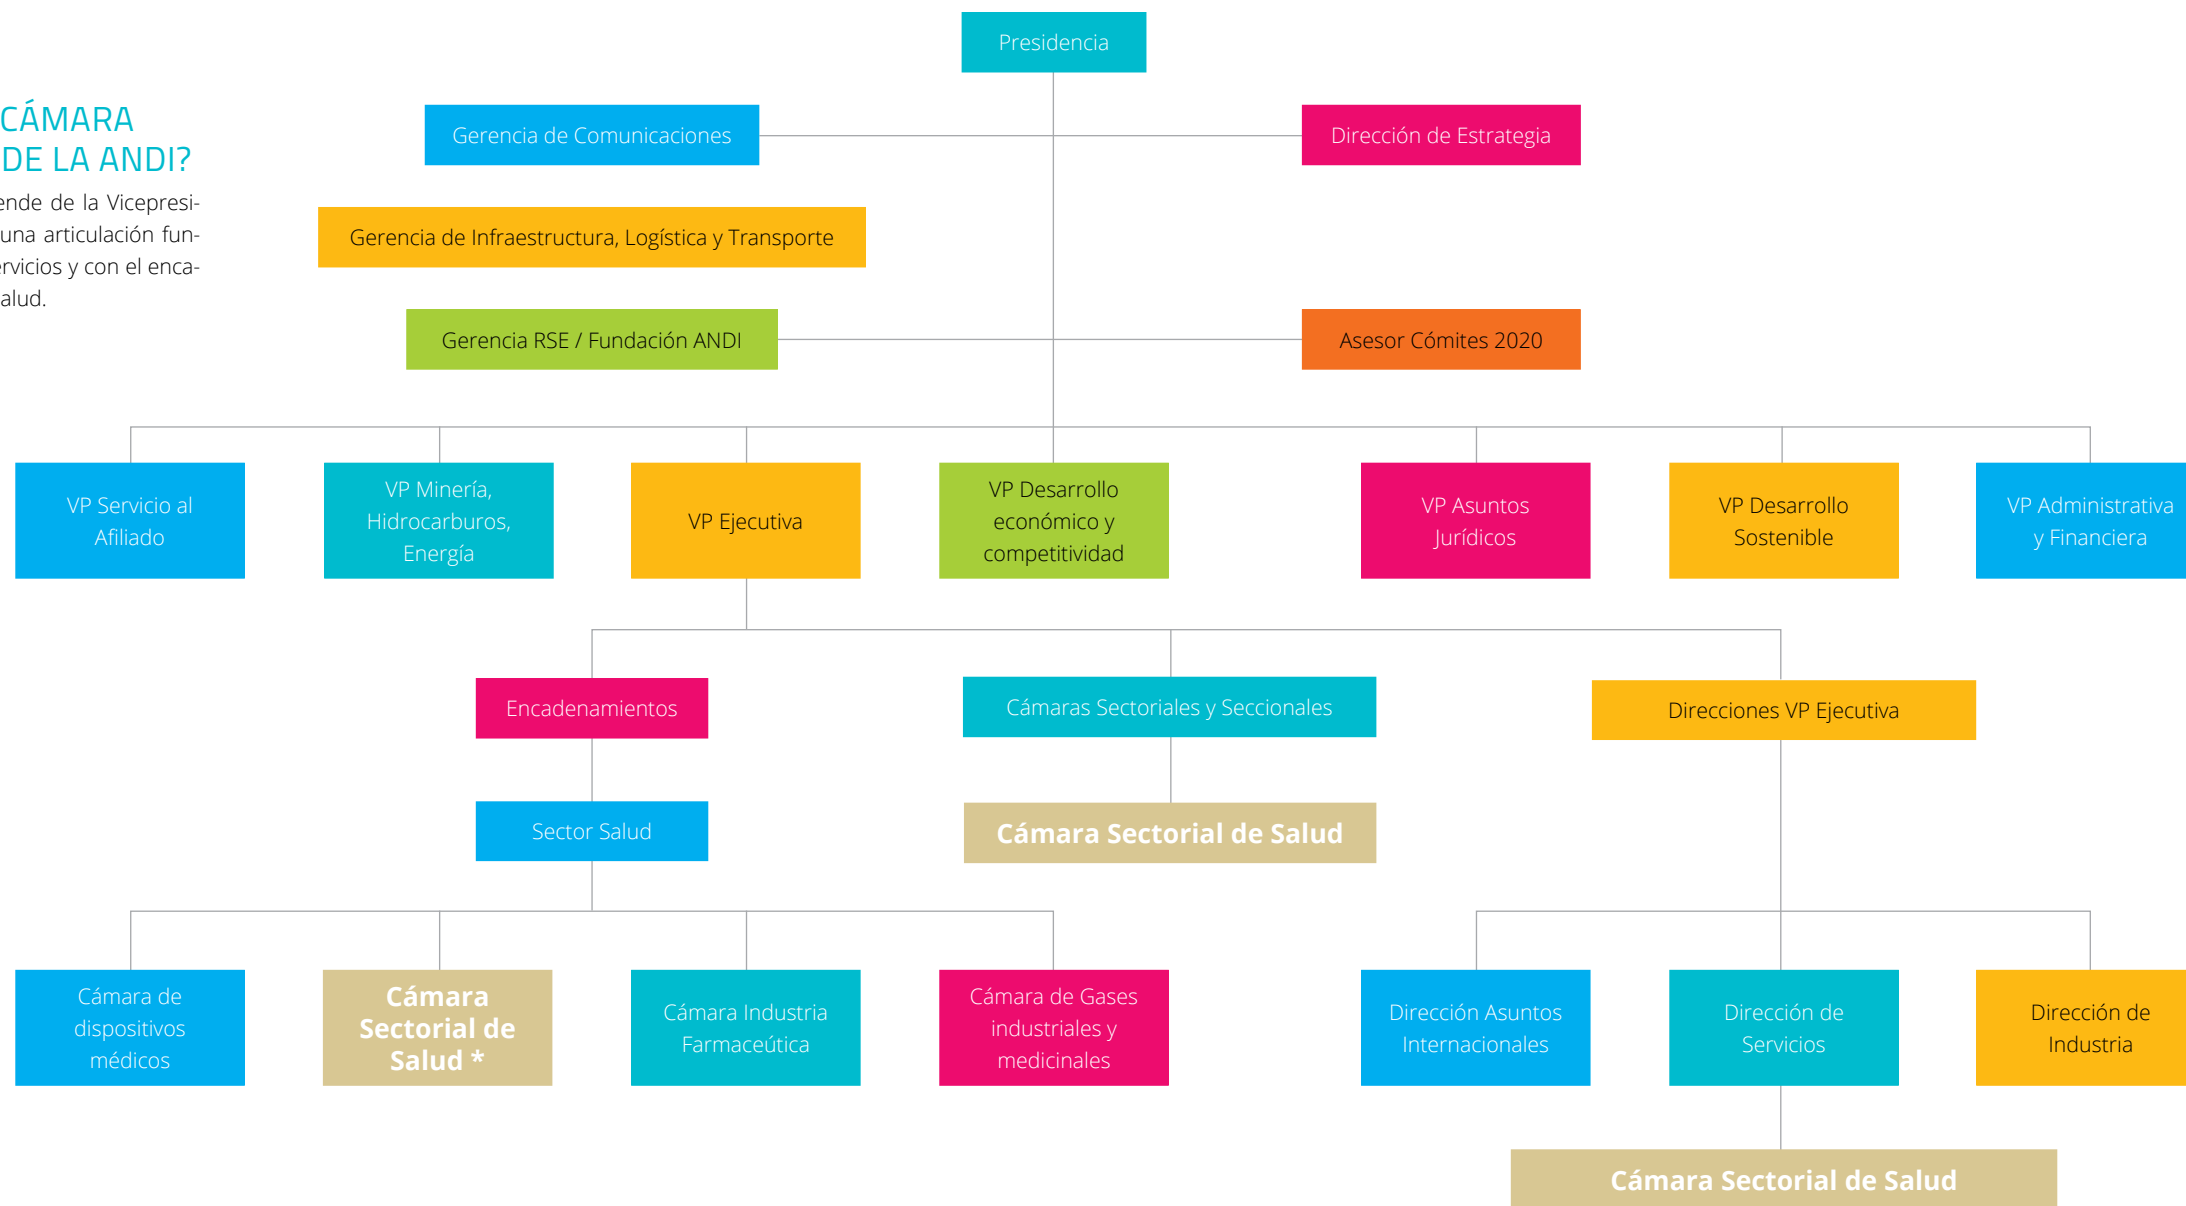 Presidencia
CÁMARA
DE LA ANDI?
ende de la Vicepresi-
una articulación fun-
ervicios y con el enca-
alud.
Gerencia de Comunicaciones
Dirección de Estrategia
Gerencia de Infraestructura, Logística y Transporte
Gerencia RSE / Fundación ANDI
Asesor Cómites 2020
VP Servicio al
Afiliado
VP Minería,
Hidrocarburos,
Energía
VP Ejecutiva
VP Desarrollo
económico y
competitividad
VP Asuntos
Jurídicos
VP Desarrollo
Sostenible
VP Administrativa
y Financiera
Encadenamientos
Cámaras Sectoriales y Seccionales
Direcciones VP Ejecutiva
Sector Salud
Cámara Sectorial de Salud
Cámara de
dispositivos
médicos
Cámara
Sectorial de
Salud *
Cámara Industria
Farmaceútica
Cámara de Gases
industriales y
medicinales
Dirección Asuntos
Internacionales
Dirección de
Servicios
Dirección de
Industria
Cámara Sectorial de Salud